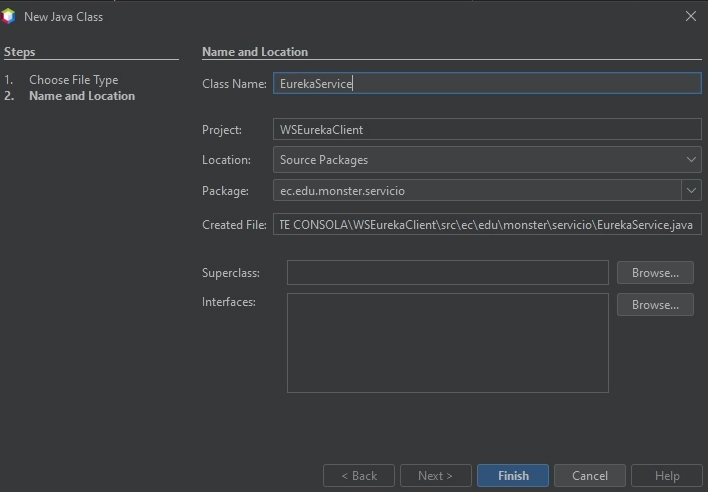 New Java Class
Steps
1. Choose File Type
2. Name and Location
Name and Location
Class Name: EurekaService
Project: WSEurekaClient
Location: Source Packages
Package: ec.edu.monster.servicio
Created File: TE CONSOLA\WSEurekaClient\src\ec\edu\monster\servicio\EurekaService.java
Superclass: Browse...
Interfaces: Browse...
< Back Next > Finish Cancel Help